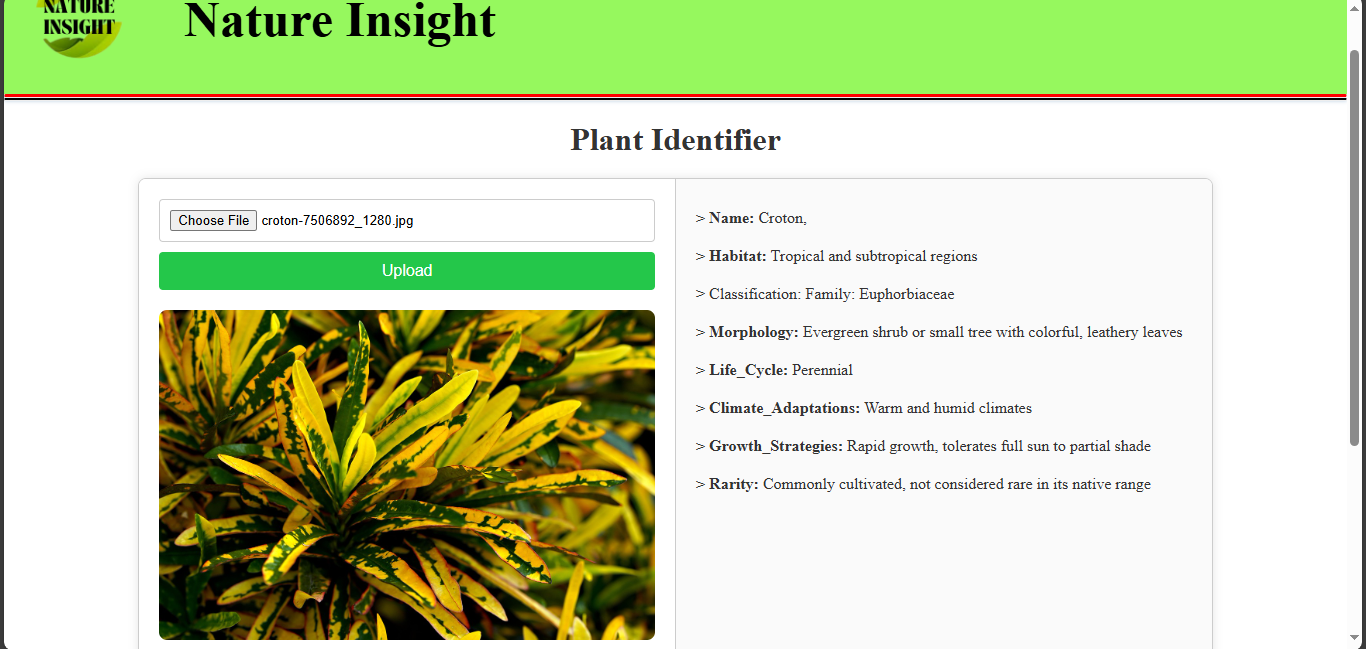 NATURE
INSIGHT
Nature Insight
Plant Identifier
Choose File croton-7506892_1280.jpg
Upload
> Name: Croton,
> Habitat: Tropical and subtropical regions
> Classification: Family: Euphorbiaceae
> Morphology: Evergreen shrub or small tree with colorful, leathery leaves
> Life_Cycle: Perennial
> Climate_Adaptations: Warm and humid climates
> Growth_Strategies: Rapid growth, tolerates full sun to partial shade
> Rarity: Commonly cultivated, not considered rare in its native range